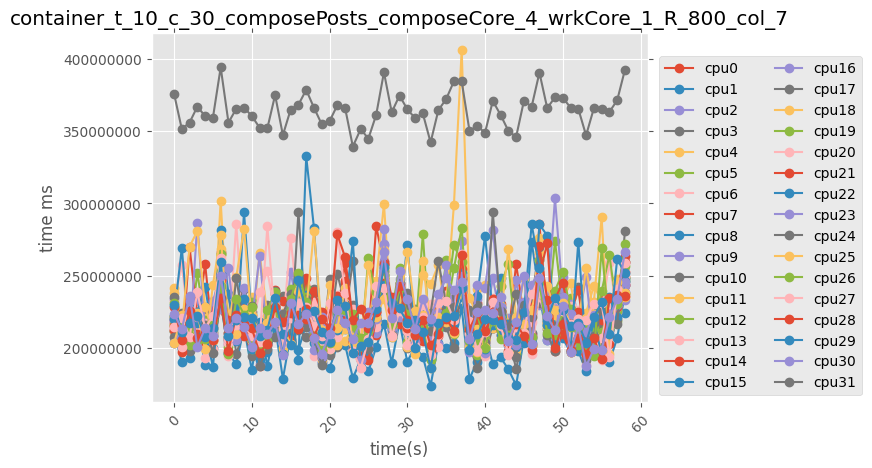 container_t_10_c_30_composePosts_composeCore_4_wrkCore_1_R_800_col_7
400000000
350000000
300000000
250000000
200000000
time ms
0
10
20
30
40
50
60
time(s)
cpu0
cpu1
cpu2
cpu3
cpu4
cpu5
cpu6
cpu7
cpu8
cpu9
cpu10
cpu11
cpu12
cpu13
cpu14
cpu15
cpu16
cpu17
cpu18
cpu19
cpu20
cpu21
cpu22
cpu23
cpu24
cpu25
cpu26
cpu27
cpu28
cpu29
cpu30
cpu31